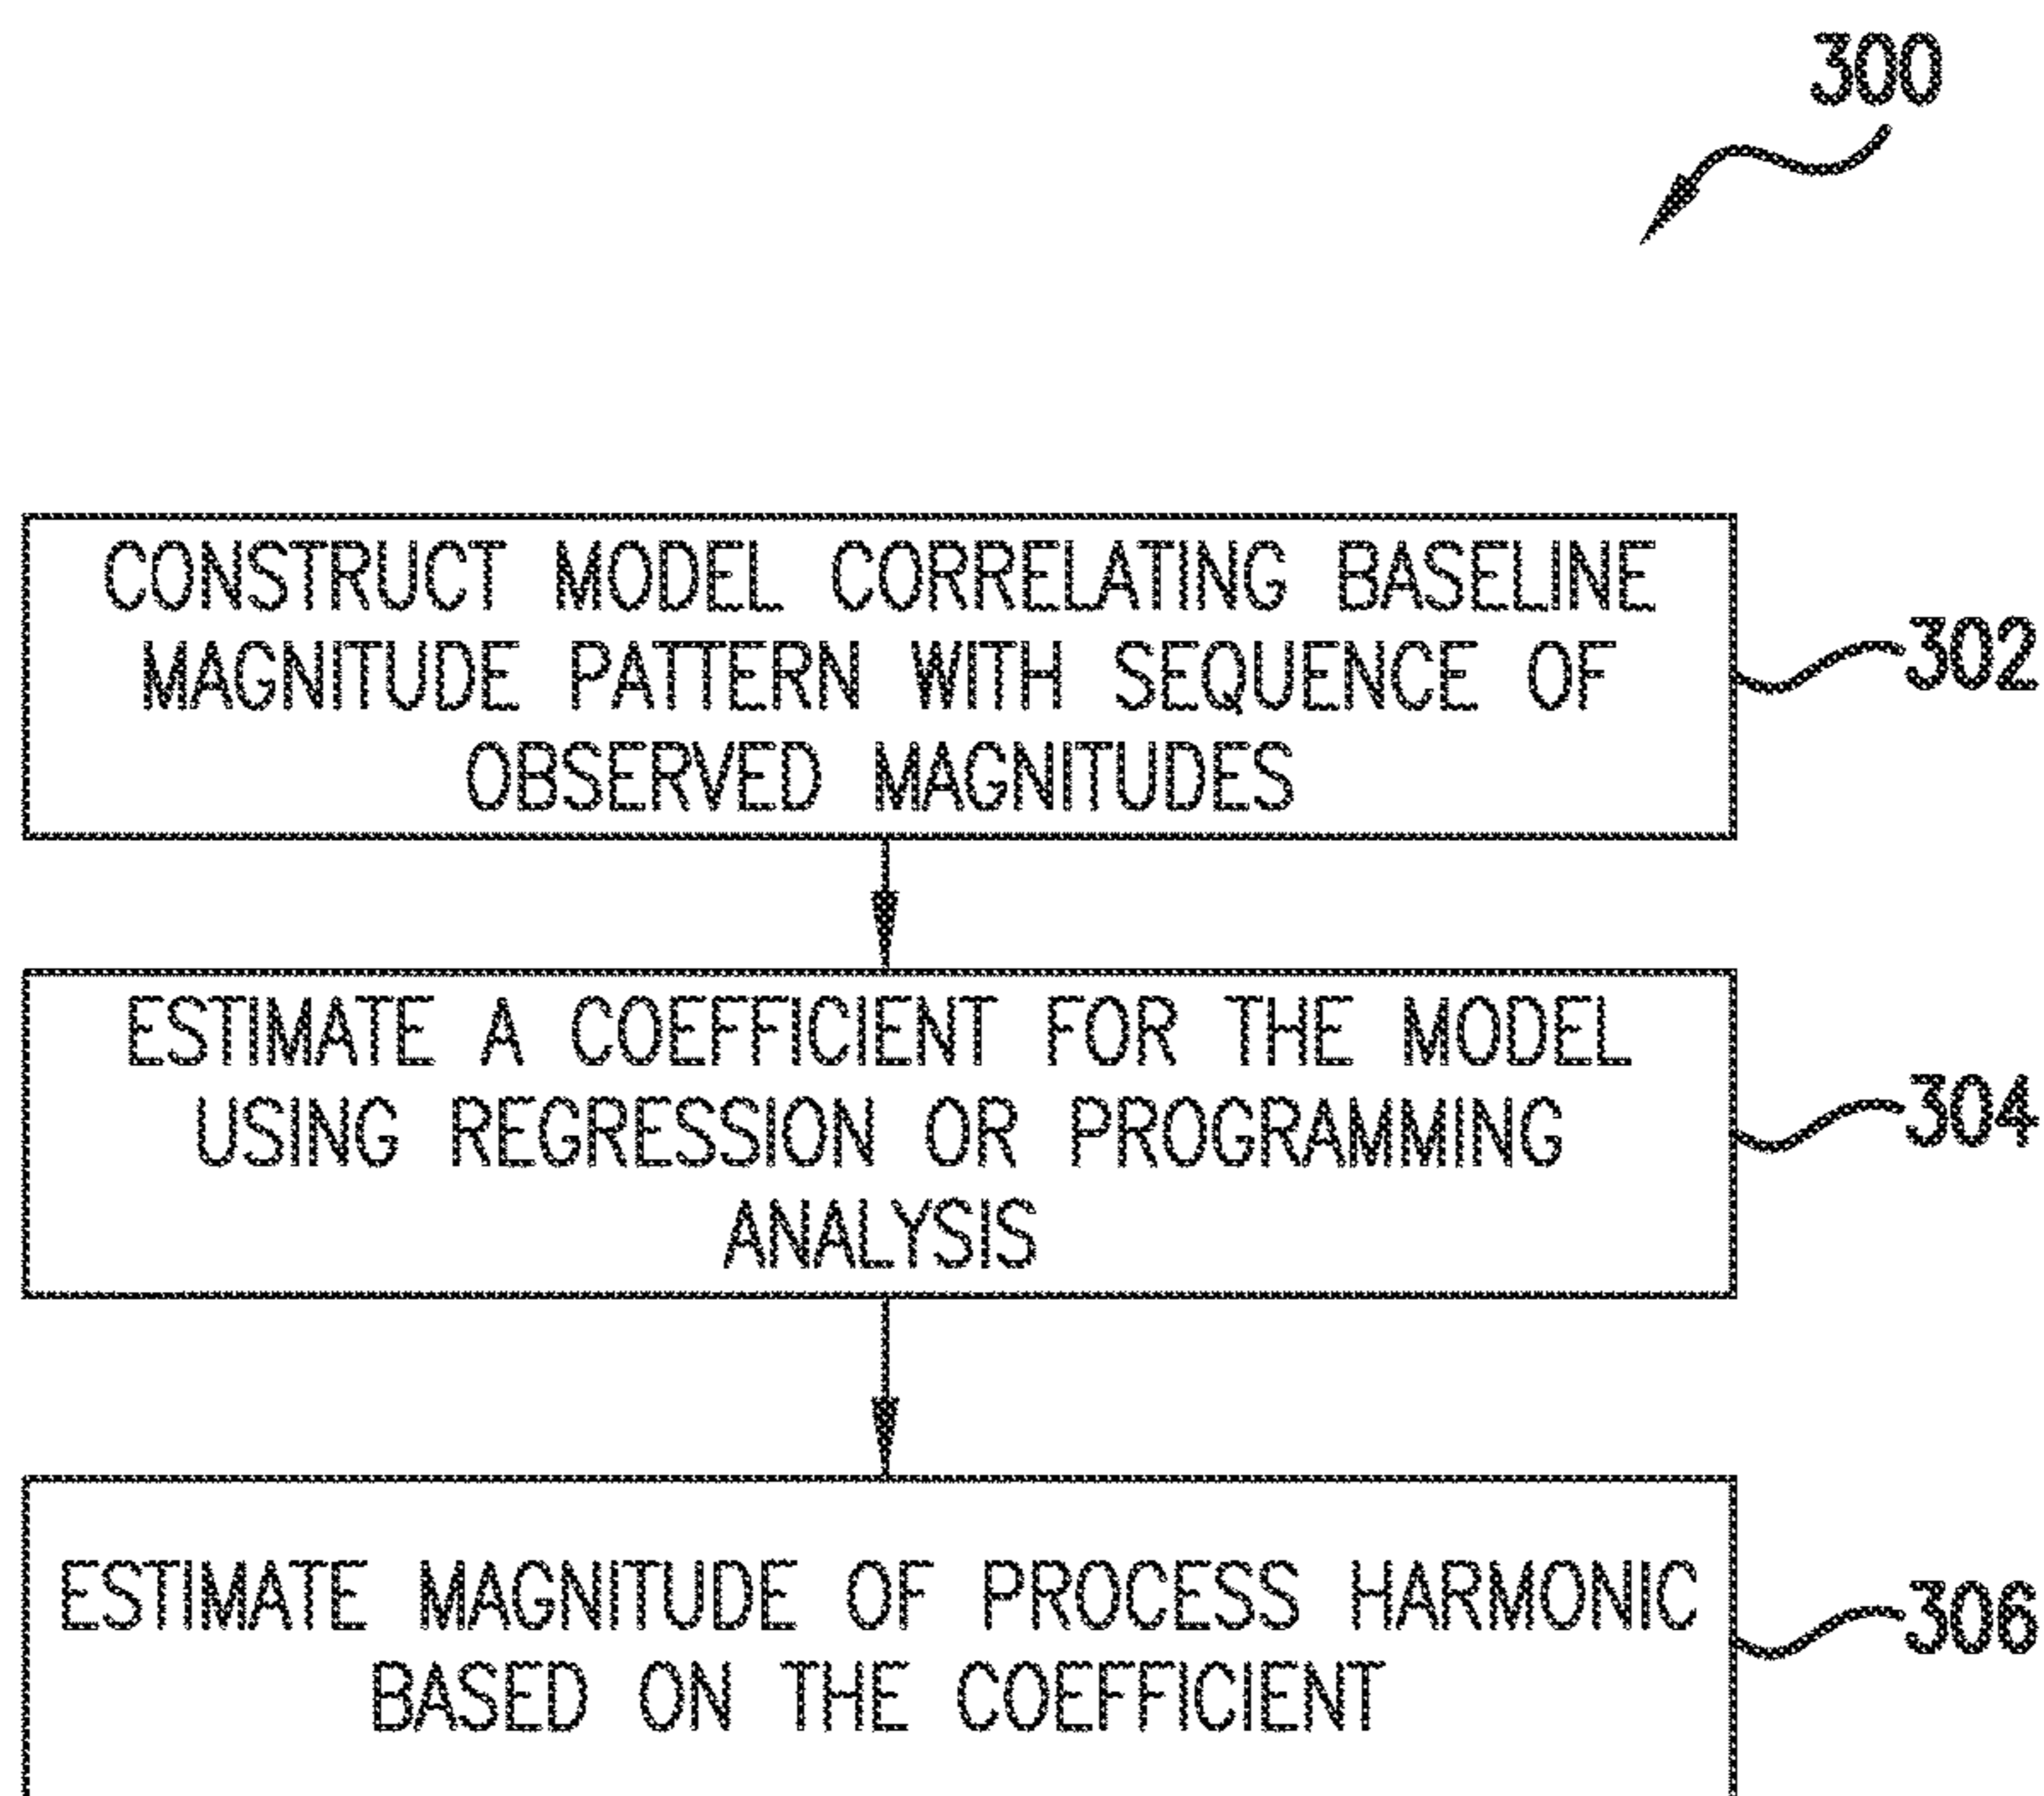 300
CONSTRUCT MODEL CORRELATING BASELINE
MAGNITUDE PATTERN WITH SEQUENCE OF
OBSERVED MAGNITUDES
302
ESTIMATE A COEFFICIENT FOR THE MODEL
USING REGRESSION OR PROGRAMMING
ANALYSIS
304
ESTIMATE MAGNITUDE OF PROCESS HARMONIC
BASED ON THE COEFFICIENT
306